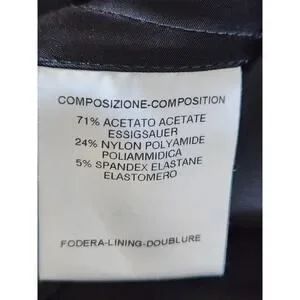 COMPOSIZIONE-COMPOSITION
71% ACETATO ACETATE
ESSIGSAUER
24% NYLON POLYAMIDE
POLIAMMIDICA
5% SPANDEX ELASTANE
ELASTOMERO
FODERA-LINING-DOUBLURE